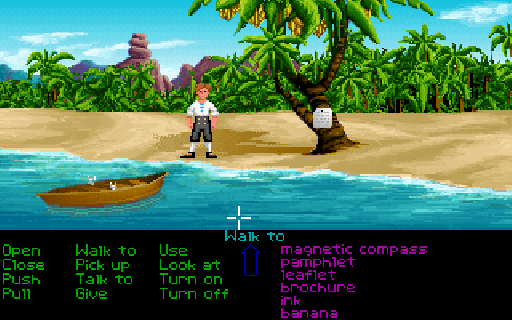 Walk to
Open Walk to Use
Close Pick up Look at
Push Talk to Turn on
Pull Give Turn off
magnetic compass
pamphlet
leaflet
brochure
ink
banana